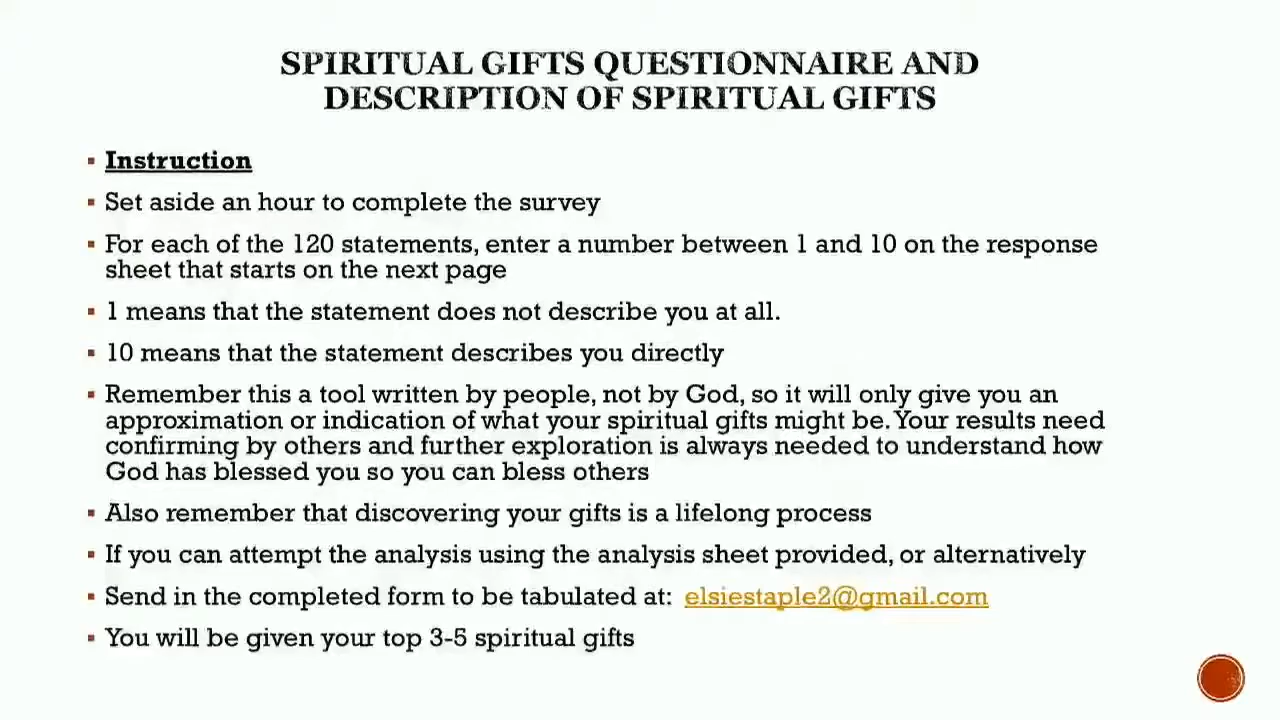 SPIRITUAL GIFTS QUESTIONNAIRE AND
DESCRIPTION OF SPIRITUAL GIFTS
▪ Instruction
▪ Set aside an hour to complete the survey
▪ For each of the 120 statements, enter a number between 1 and 10 on the response
sheet that starts on the next page
▪ 1 means that the statement does not describe you at all.
▪ 10 means that the statement describes you directly
▪ Remember this a tool written by people, not by God, so it will only give you an
approximation or indication of what your spiritual gifts might be. Your results need
confirming by others and further exploration is always needed to understand how
God has blessed you so you can bless others
▪ Also remember that discovering your gifts is a lifelong process
▪ If you can attempt the analysis using the analysis sheet provided, or alternatively
▪ Send in the completed form to be tabulated at: elsiestaple2@gmail.com
▪ You will be given your top 3-5 spiritual gifts